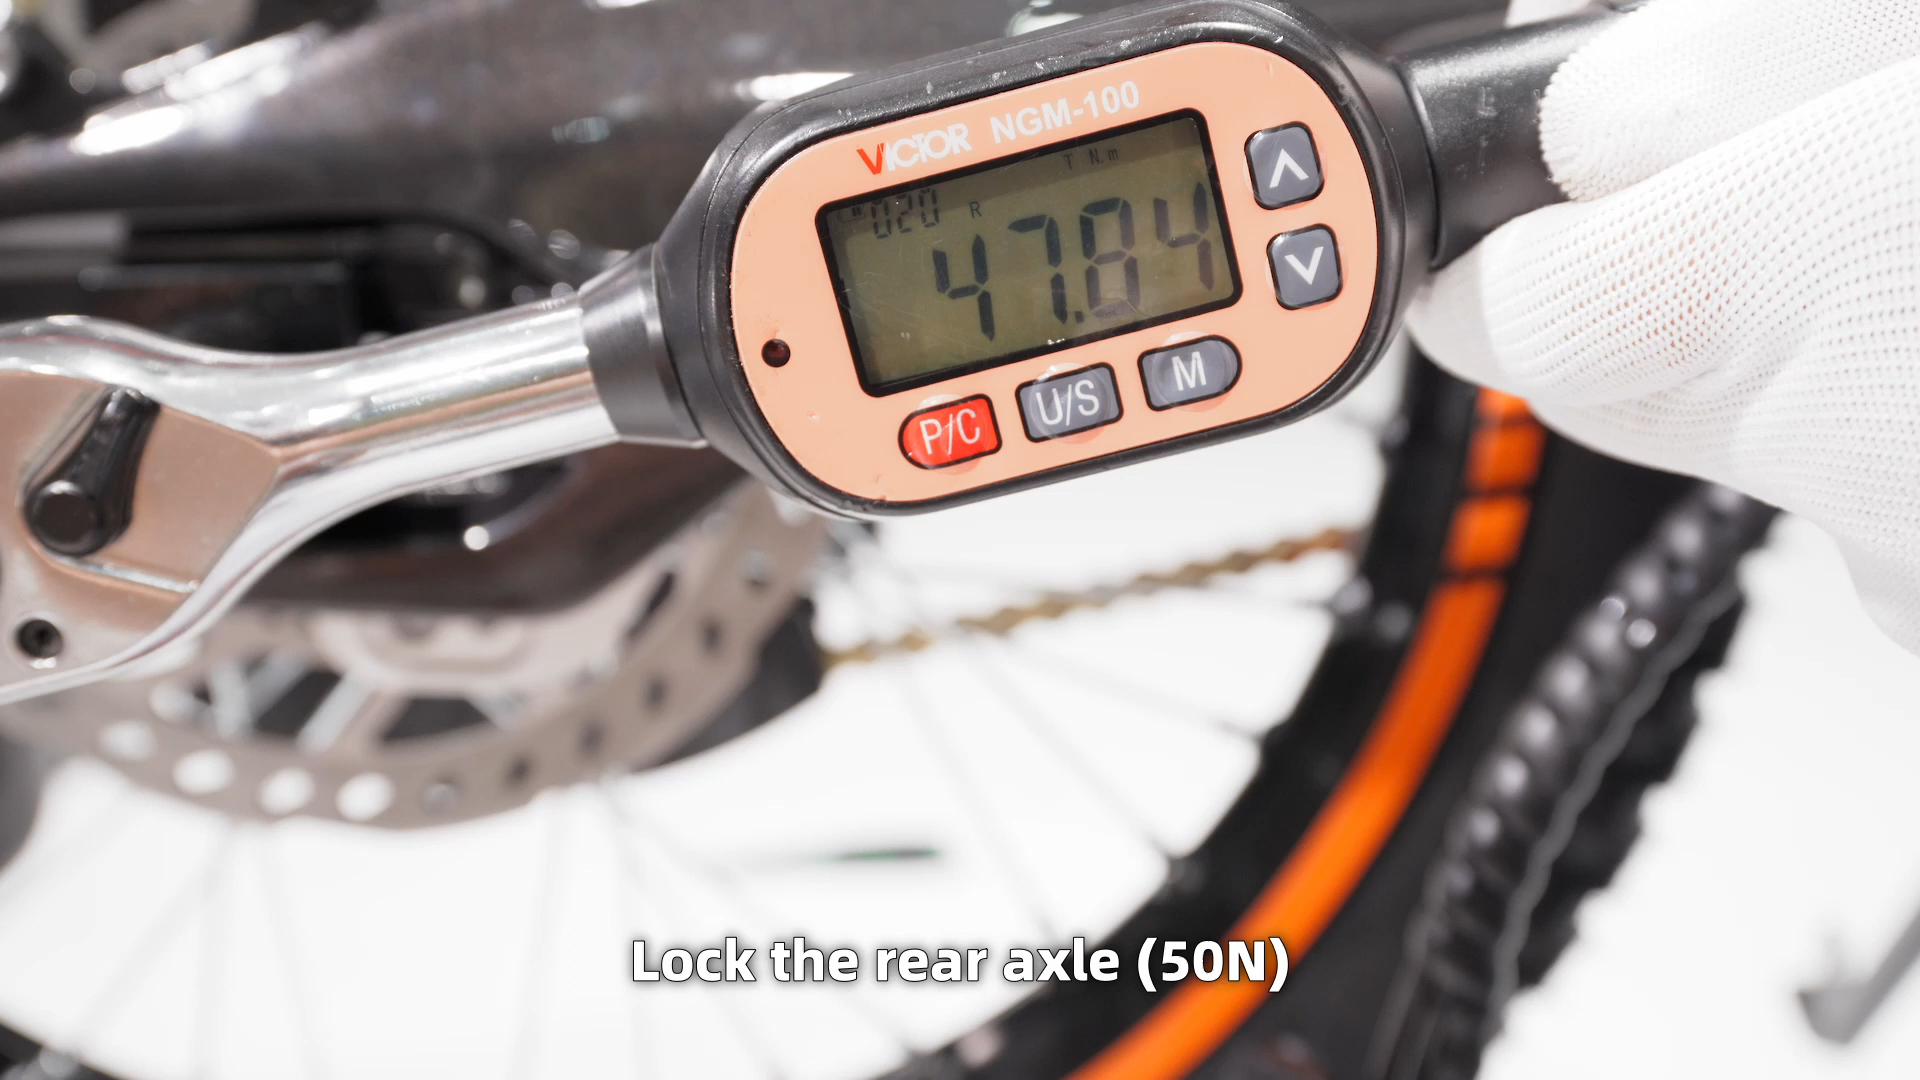 VICTOR NGM-100
T N.m
020 R
47.84
P/C U/S M
Lock the rear axle (50N)